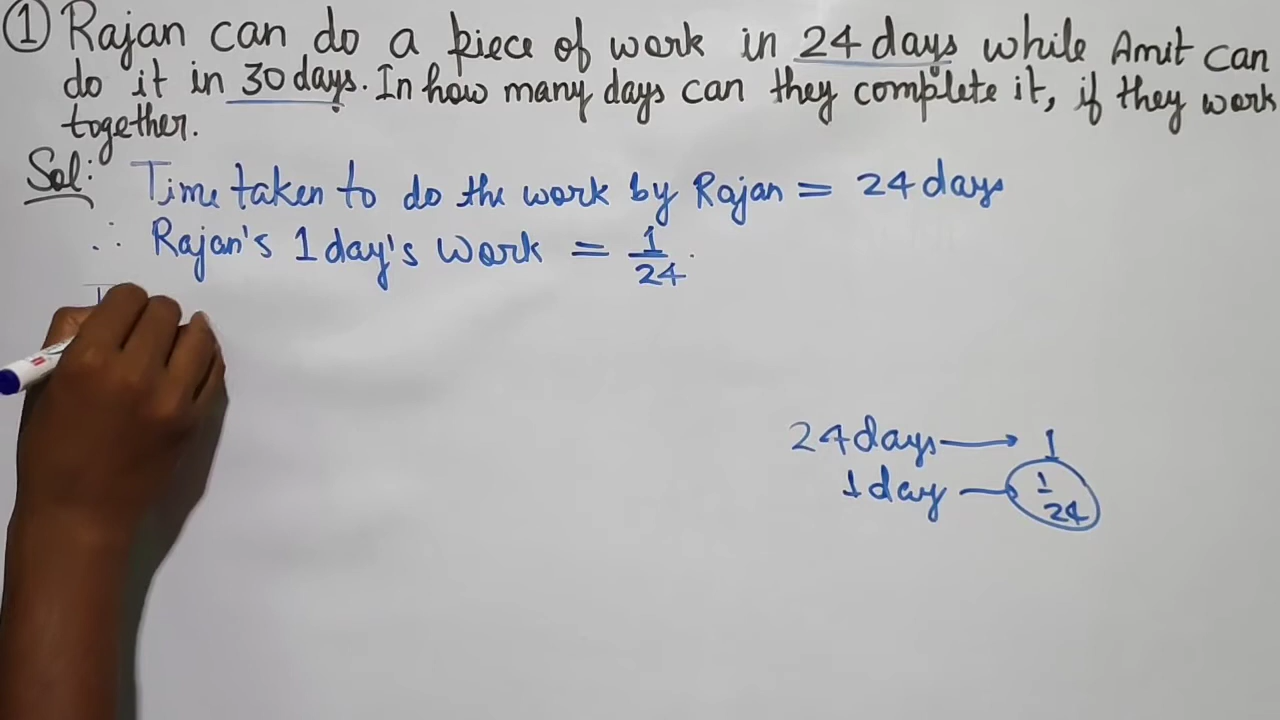 ① Rajan can do a piece of work in 24 days while Amit can
do it in 30 days. In how many days can they complete it, if they work
together.
Sol: Time taken to do the work by Rajan = 24 days
∴ Rajan's 1 day's work = 1/24.
24 days → 1
1 day — 1/24